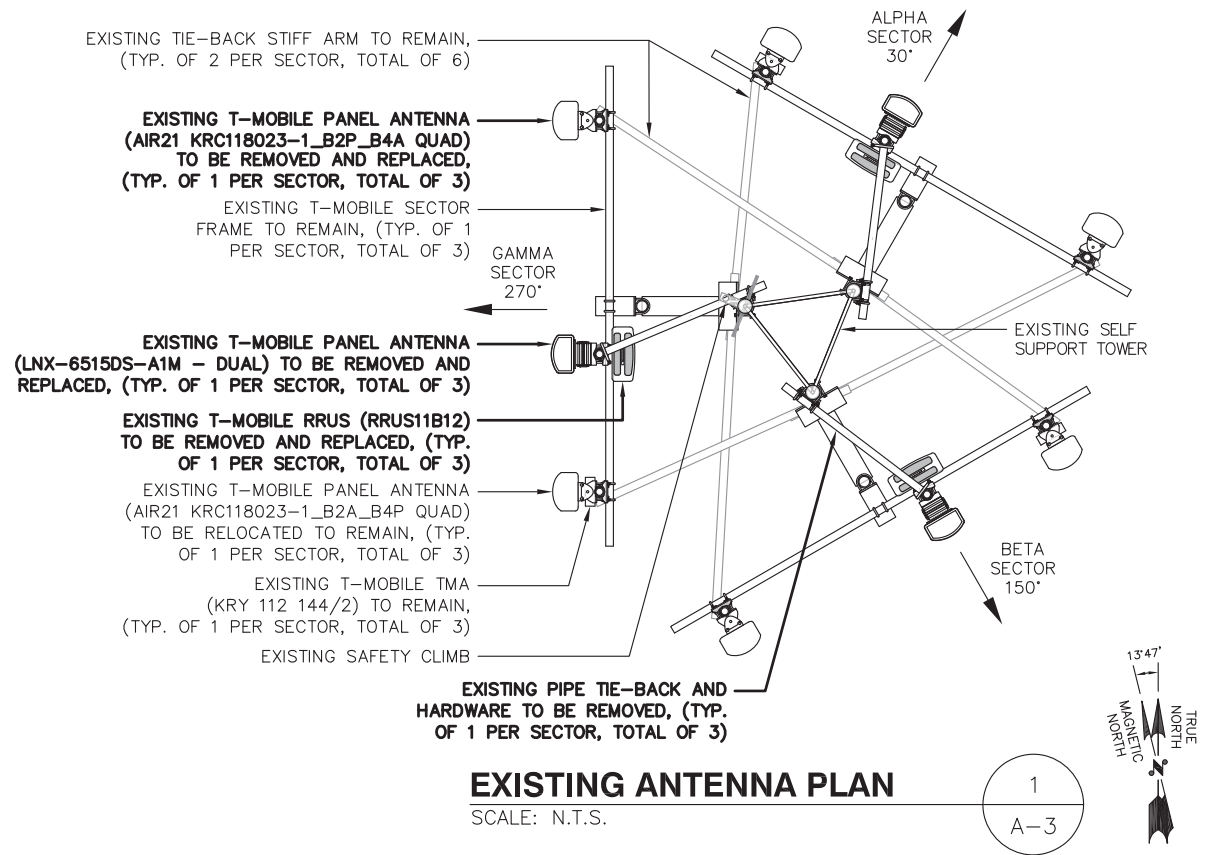 EXISTING TIE-BACK STIFF ARM TO REMAIN,
(TYP. OF 2 PER SECTOR, TOTAL OF 6)
EXISTING T-MOBILE PANEL ANTENNA
(AIR21 KRC118023-1_B2P_B4A QUAD)
TO BE REMOVED AND REPLACED,
(TYP. OF 1 PER SECTOR, TOTAL OF 3)
EXISTING T-MOBILE SECTOR
FRAME TO REMAIN, (TYP. OF 1
PER SECTOR, TOTAL OF 3)
GAMMA
SECTOR
270°
EXISTING T-MOBILE PANEL ANTENNA
(LNX-6515DS-A1M - DUAL) TO BE REMOVED AND
REPLACED, (TYP. OF 1 PER SECTOR, TOTAL OF 3)
EXISTING T-MOBILE RRUS (RRUS11B12)
TO BE REMOVED AND REPLACED, (TYP.
OF 1 PER SECTOR, TOTAL OF 3)
EXISTING T-MOBILE PANEL ANTENNA
(AIR21 KRC118023-1_B2A_B4P QUAD)
TO BE RELOCATED TO REMAIN, (TYP.
OF 1 PER SECTOR, TOTAL OF 3)
EXISTING T-MOBILE TMA
(KRY 112 144/2) TO REMAIN,
(TYP. OF 1 PER SECTOR, TOTAL OF 3)
EXISTING SAFETY CLIMB
EXISTING PIPE TIE-BACK AND
HARDWARE TO BE REMOVED, (TYP.
OF 1 PER SECTOR, TOTAL OF 3)
ALPHA
SECTOR
30°
EXISTING SELF
SUPPORT TOWER
BETA
SECTOR
150°
13°47'
TRUE
NORTH
MAGNETIC
NORTH
N
EXISTING ANTENNA PLAN
SCALE: N.T.S.
1
A-3